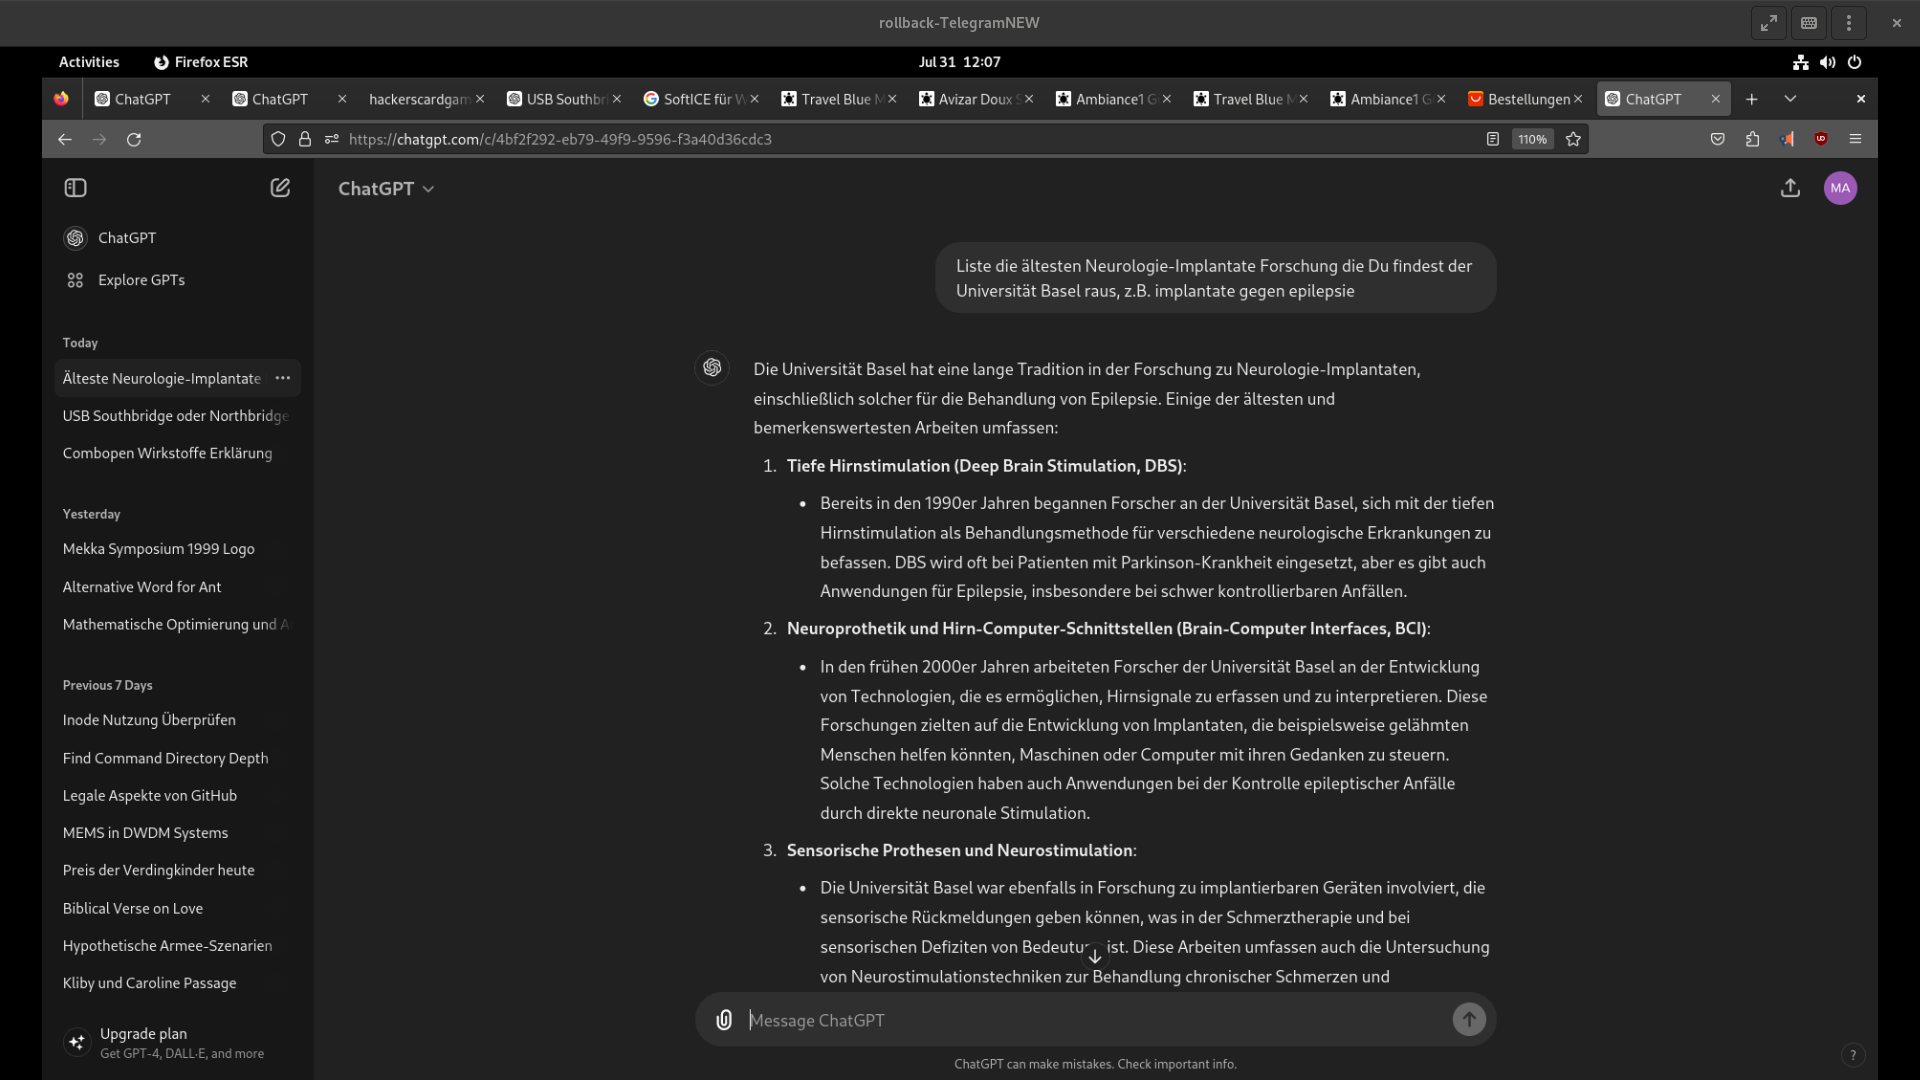 rollback-TelegramNEW
Activities
Firefox ESR
Jul 31 12:07
ChatGPT
ChatGPT
hackerscardgam
USB Southbr
SoftICE für W
Travel Blue M
Avizar Doux S
Ambiance1 G
Travel Blue M
Ambiance1 G
Bestellungen
ChatGPT
https://chatgpt.com/c/4bf2f292-eb79-49f9-9596-f3a40d36cdc3
110%
ChatGPT
Explore GPTs
Today
Älteste Neurologie-Implantate
USB Southbridge oder Northbridge
Combopen Wirkstoffe Erklärung
Yesterday
Mekka Symposium 1999 Logo
Alternative Word for Ant
Mathematische Optimierung und A
Previous 7 Days
Inode Nutzung Überprüfen
Find Command Directory Depth
Legale Aspekte von GitHub
MEMS in DWDM Systems
Preis der Verdingkinder heute
Biblical Verse on Love
Hypothetische Armee-Szenarien
Kliby und Caroline Passage
Upgrade plan
Get GPT-4, DALL·E, and more
ChatGPT
MA
Liste die ältesten Neurologie-Implantate Forschung die Du findest der
Universität Basel raus, z.B. implantate gegen epilepsie
Die Universität Basel hat eine lange Tradition in der Forschung zu Neurologie-Implantaten,
einschließlich solcher für die Behandlung von Epilepsie. Einige der ältesten und
bemerkenswertesten Arbeiten umfassen:
1. Tiefe Hirnstimulation (Deep Brain Stimulation, DBS):
• Bereits in den 1990er Jahren begannen Forscher an der Universität Basel, sich mit der tiefen
Hirnstimulation als Behandlungsmethode für verschiedene neurologische Erkrankungen zu
befassen. DBS wird oft bei Patienten mit Parkinson-Krankheit eingesetzt, aber es gibt auch
Anwendungen für Epilepsie, insbesondere bei schwer kontrollierbaren Anfällen.
2. Neuroprothetik und Hirn-Computer-Schnittstellen (Brain-Computer Interfaces, BCI):
• In den frühen 2000er Jahren arbeiteten Forscher der Universität Basel an der Entwicklung
von Technologien, die es ermöglichen, Hirnsignale zu erfassen und zu interpretieren. Diese
Forschungen zielten auf die Entwicklung von Implantaten, die beispielsweise gelähmten
Menschen helfen könnten, Maschinen oder Computer mit ihren Gedanken zu steuern.
Solche Technologien haben auch Anwendungen bei der Kontrolle epileptischer Anfälle
durch direkte neuronale Stimulation.
3. Sensorische Prothesen und Neurostimulation:
• Die Universität Basel war ebenfalls in Forschung zu implantierbaren Geräten involviert, die
sensorische Rückmeldungen geben können, was in der Schmerztherapie und bei
sensorischen Defiziten von Bedeutung ist. Diese Arbeiten umfassen auch die Untersuchung
von Neurostimulationstechniken zur Behandlung chronischer Schmerzen und
Message ChatGPT
ChatGPT can make mistakes. Check important info.
?